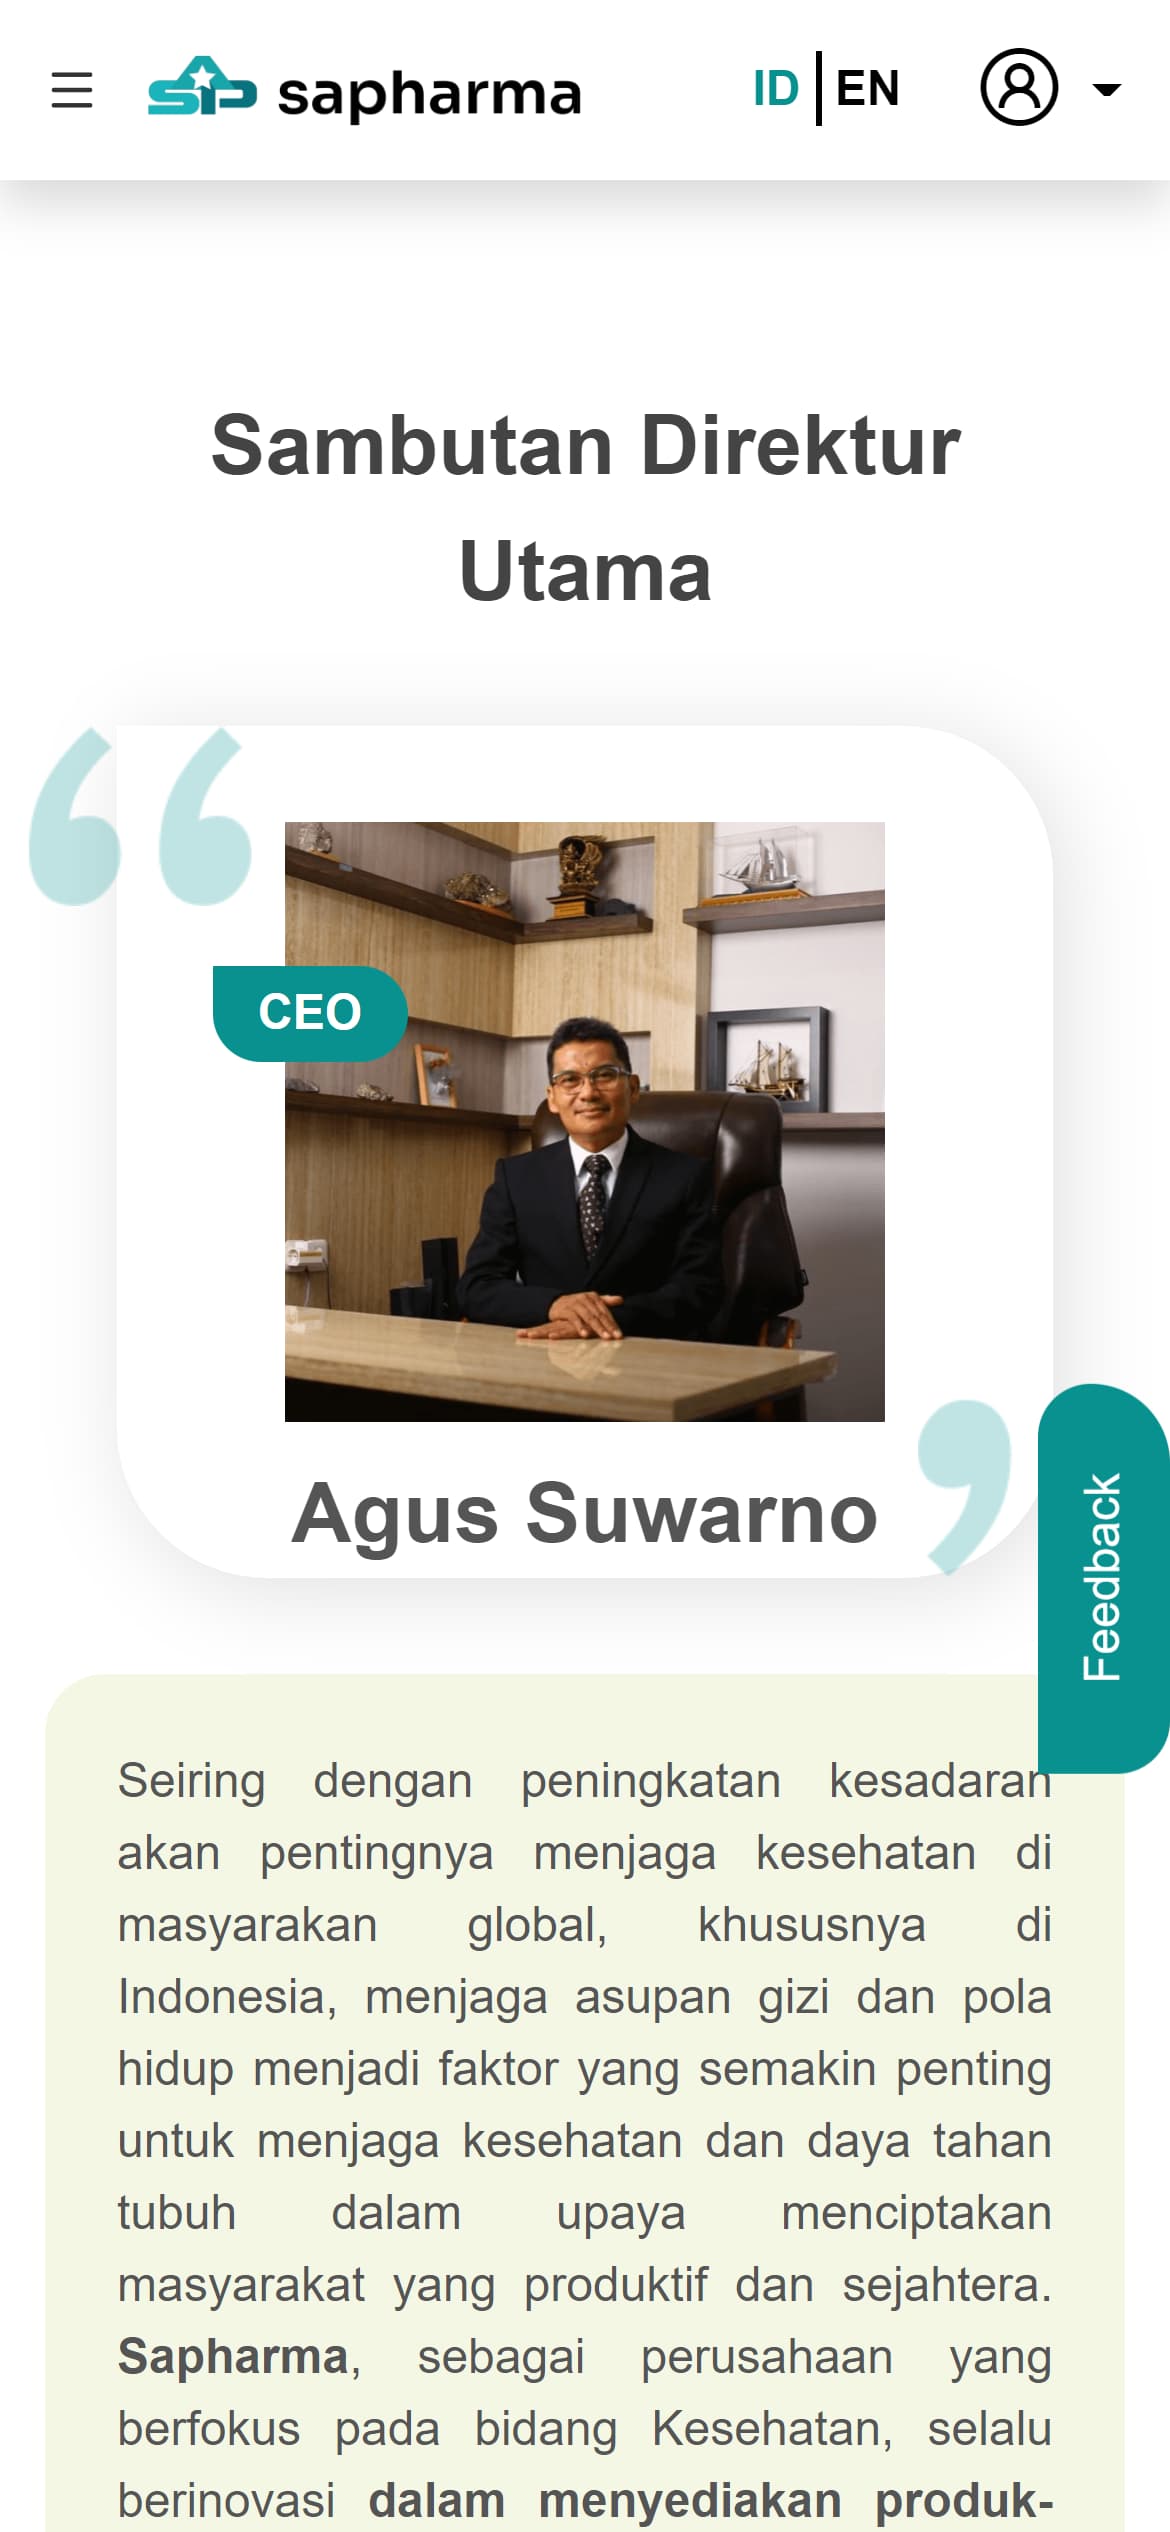 sapharma
ID | EN
Sambutan Direktur
Utama
“
CEO
Agus Suwarno
’
Feedback
Seiring dengan peningkatan kesadaran
akan pentingnya menjaga kesehatan di
masyarakan global, khususnya di
Indonesia, menjaga asupan gizi dan pola
hidup menjadi faktor yang semakin penting
untuk menjaga kesehatan dan daya tahan
tubuh dalam upaya menciptakan
masyarakat yang produktif dan sejahtera.
Sapharma, sebagai perusahaan yang
berfokus pada bidang Kesehatan, selalu
berinovasi dalam menyediakan produk-